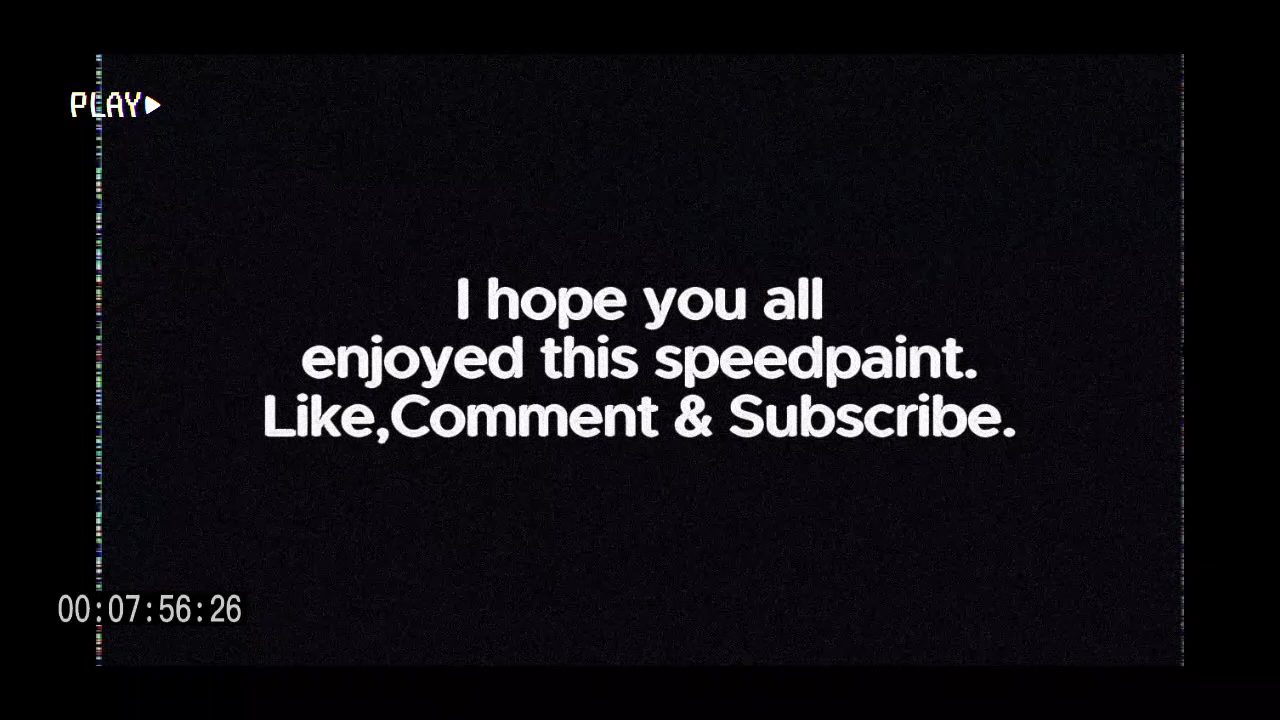 PLAY
I hope you all
enjoyed this speedpaint.
Like,Comment & Subscribe.
00:07:56:26